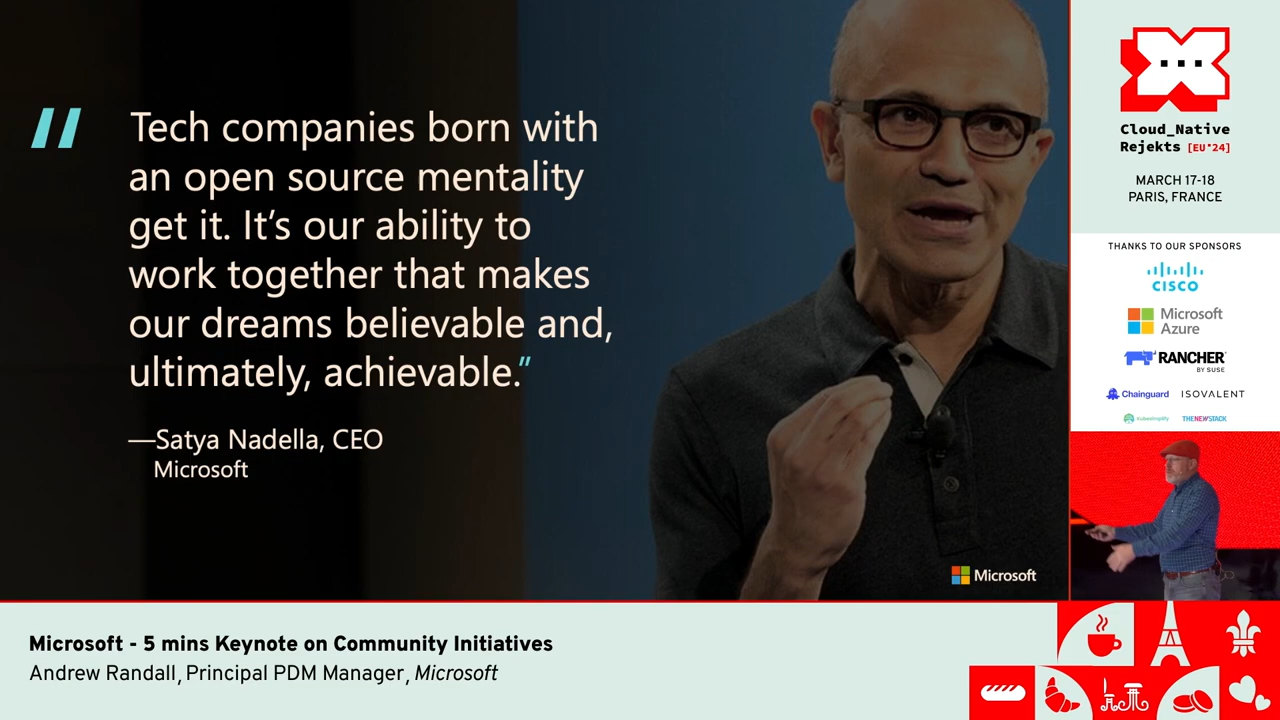 Tech companies born with
an open source mentality
get it. It’s our ability to
work together that makes
our dreams believable and,
ultimately, achievable.”
—Satya Nadella, CEO
Microsoft
Microsoft
Cloud_Native
Rejekts [EU*24]
MARCH 17-18
PARIS, FRANCE
THANKS TO OUR SPONSORS
CISCO
Microsoft
Azure
RANCHER
BY SUSE
Chainguard
ISOVALENT
kubesimplify
THENEWSTACK
Microsoft - 5 mins Keynote on Community Initiatives
Andrew Randall, Principal PDM Manager, Microsoft